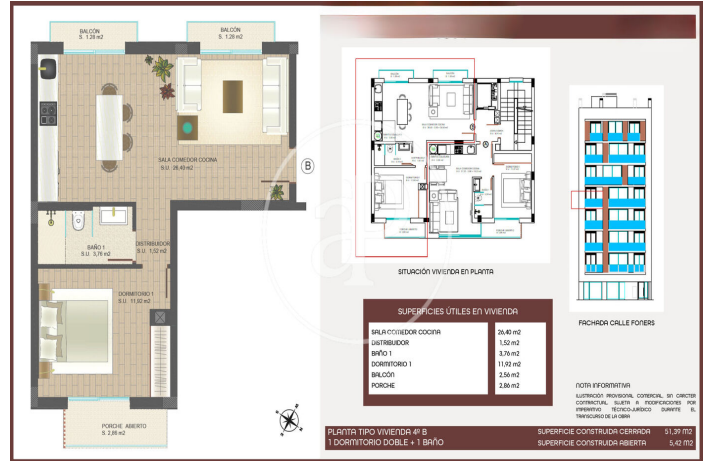 BALCÓN
S. 1.28 m2
BALCÓN
S. 1.28 m2
SALA COMEDOR COCINA
S.U. 26,40 m2
B
BAÑO 1
S.U. 3,76 m2
DISTRIBUIDOR
S.U. 1,52 m2
DORMITORIO 1
S.U. 11,92 m2
PORCHE ABIERTO
S. 2,86 m2
SITUACIÓN VIVIENDA EN PLANTA
FACHADA CALLE FONERS
SUPERFICIES ÚTILES EN VIVIENDA
SALA COMEDOR COCINA 26,40 m2
DISTRIBUIDOR 1,52 m2
BAÑO 1 3,76 m2
DORMITORIO 1 11,92 m2
BALCÓN 2.56 m2
PORCHE 2.86 m2
NOTA INFORMATIVA
ILUSTRACIÓN PROVISIONAL COMERCIAL, SIN CARÁCTER
CONTRACTUAL. SUJETA A MODIFICACIONES POR
IMPERATIVO TÉCNICO-JURÍDICO DURANTE EL
TRANSCURSO DE LA OBRA
PLANTA TIPO VIVIENDA 4º B
1 DORMITORIO DOBLE + 1 BAÑO
SUPERFICIE CONSTRUIDA CERRADA 51,39 M2
SUPERFICIE CONSTRUIDA ABIERTA 5,42 M2